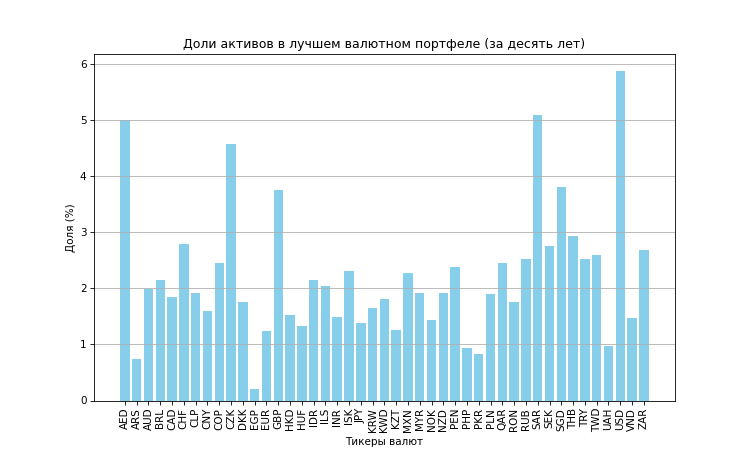 Доли активов в лучшем валютном портфеле (за десять лет)
6
5
4
3
2
1
0
Доля (%)
AED ARS AUD BRL CAD CHF CLP CNY COP CZK DKK EGP EUR GBP HKD HUF IDR ILS INR ISK JPY KRW KWD KZT MXN MYR NOK NZD PEN PHP PKR PLN QAR RON RUB SAR SEK SGD THB TRY TWD UAH USD VND ZAR
Тикеры валют